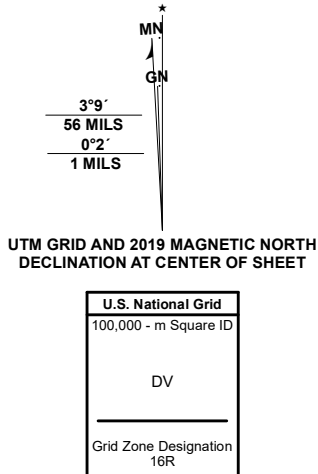 MN
GN
3°9´
56 MILS
0°2´
1 MILS
UTM GRID AND 2019 MAGNETIC NORTH
DECLINATION AT CENTER OF SHEET
U.S. National Grid
100,000 - m Square ID
DV
Grid Zone Designation
16R